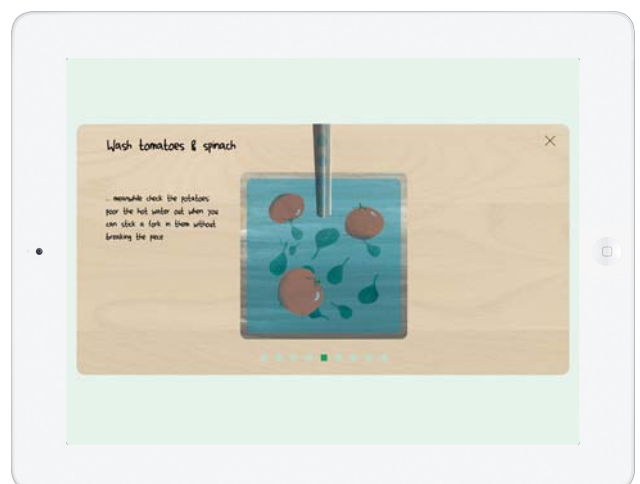 Wash tomatoes & spinach
... meanwhile check the potatoes
poor the hot water out when you
can stick a fork in them without
breaking the piece